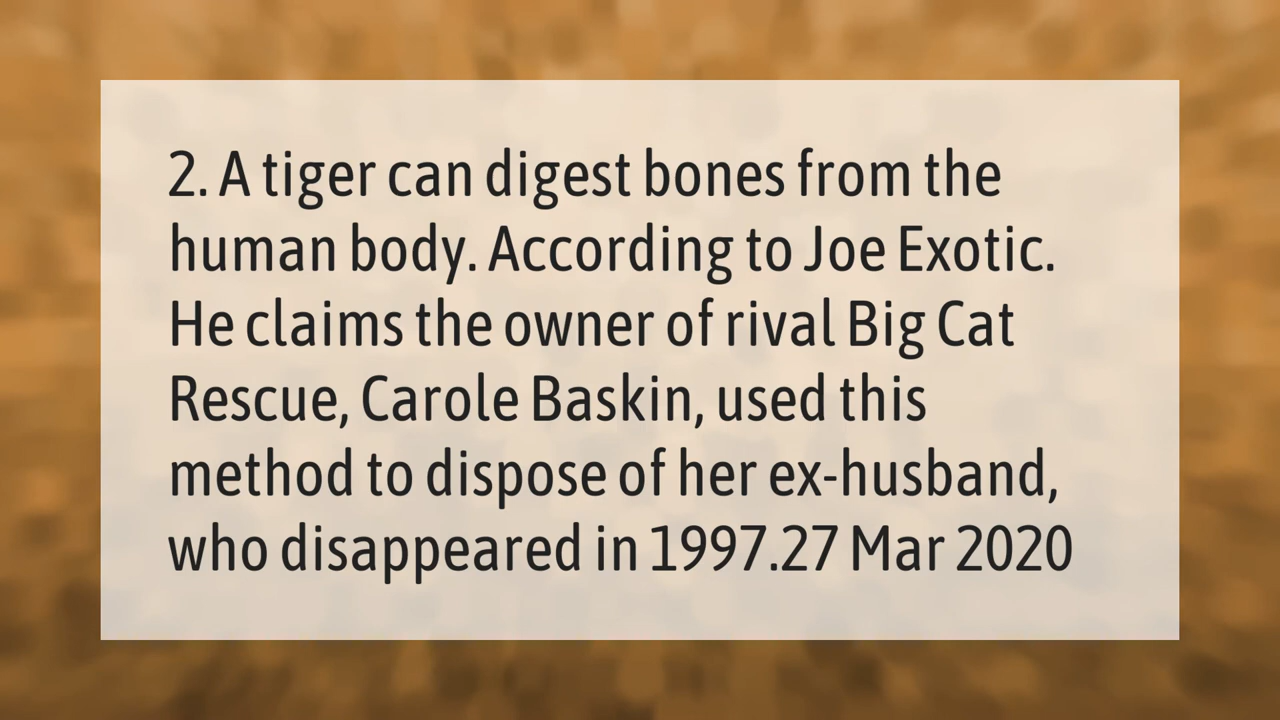 2. A tiger can digest bones from the
human body. According to Joe Exotic.
He claims the owner of rival Big Cat
Rescue, Carole Baskin, used this
method to dispose of her ex-husband,
who disappeared in 1997.27 Mar 2020